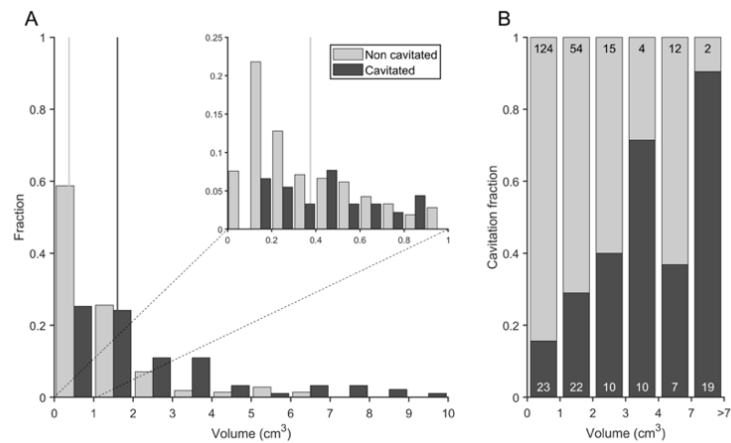 A
B
Fraction
1
0.8
0.6
0.4
0.2
0
0 1 2 3 4 5 6 7 8 9 10
Volume (cm3)
0.25
0.2
0.15
0.1
0.05
0
0 0.2 0.4 0.6 0.8 1
Non cavitated
Cavitated
Cavitation fraction
1
0.8
0.6
0.4
0.2
0
124 54 15 4 12 2
23 22 10 10 7 19
0 1 2 3 4 7 >7
Volume (cm3)